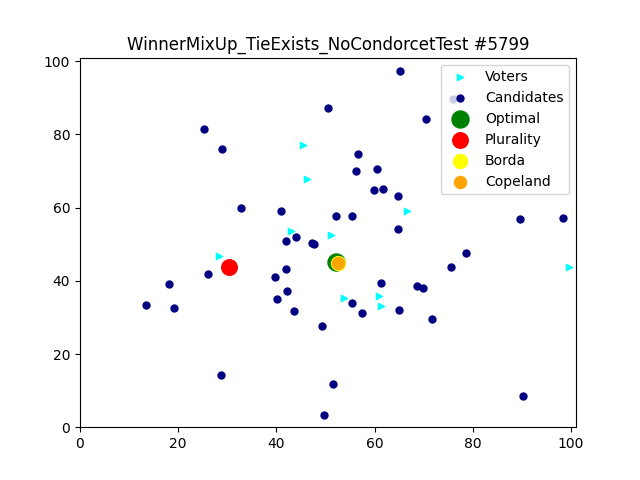 WinnerMixUp_TieExists_NoCondorcetTest #5799
100
80
60
40
20
0
0
20
40
60
80
100
Voters
Candidates
Optimal
Plurality
Borda
Copeland